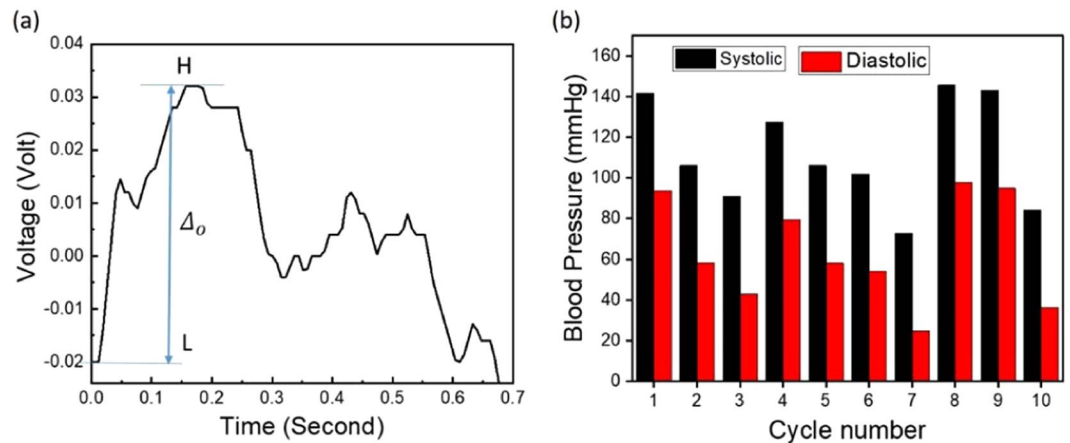 (a)
0.04
0.03
0.02
0.01
0.00
-0.01
-0.02
Voltage (Volt)
H
Δo
L
0.0 0.1 0.2 0.3 0.4 0.5 0.6 0.7
Time (Second)
(b)
160
140
120
100
80
60
40
20
0
Blood Pressure (mmHg)
Systolic Diastolic
1 2 3 4 5 6 7 8 9 10
Cycle number